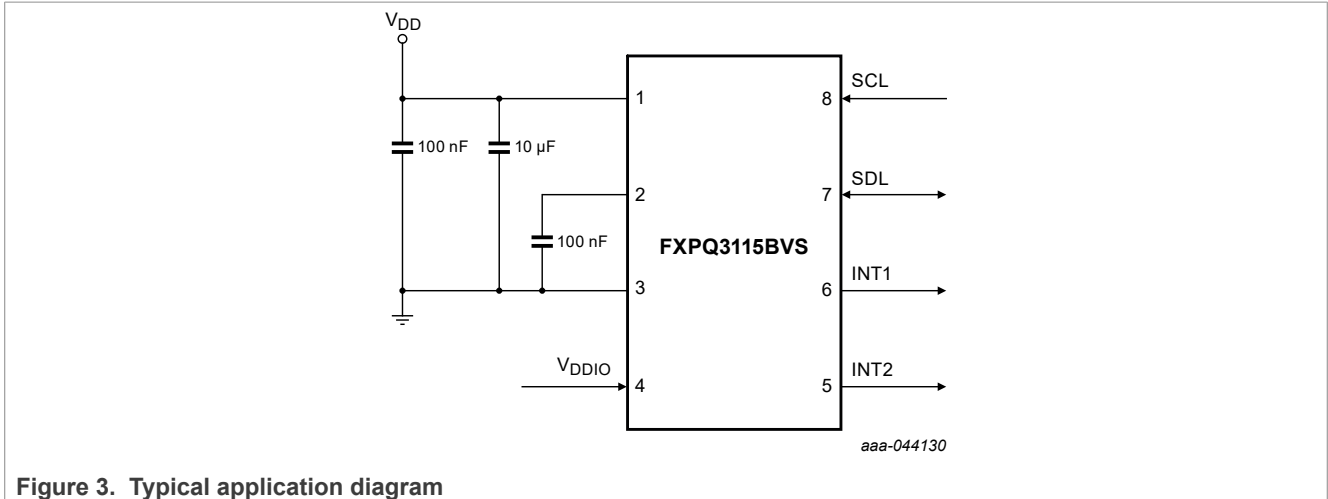 VDD
1
8
SCL
100 nF
10 µF
2
7
SDL
100 nF
FXPQ3115BVS
3
6
INT1
VDDIO
4
5
INT2
aaa-044130
Figure 3. Typical application diagram